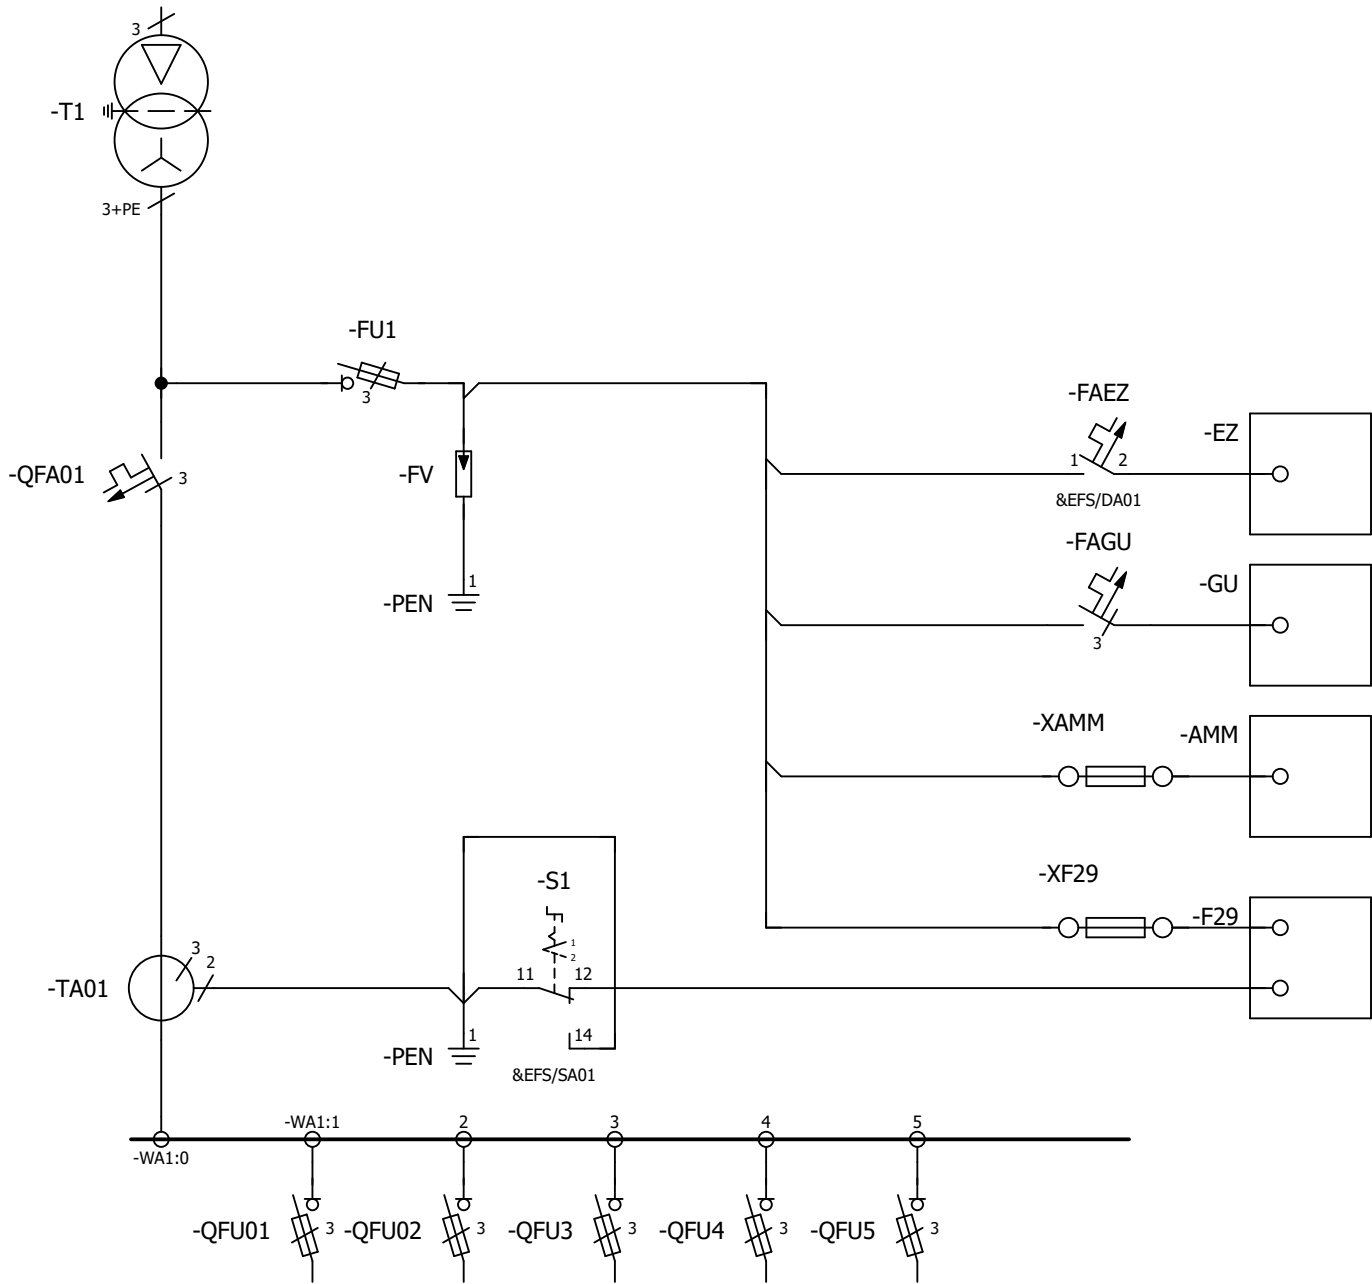 3
-T1
3+PE
-FU1
3
-FAEZ
-EZ
1 2
-QFA01 3
-FV
&EFS/DA01
-FAGU
1
-PEN
-GU
3
-XAMM
-AMM
-XF29
-S1
-F29
1
2
3
2
11 12
-TA01
1
14
-PEN
&EFS/SA01
-WA1:1 2 3 4 5
-WA1:0
-QFU01 3 -QFU02 3 -QFU3 3 -QFU4 3 -QFU5 3